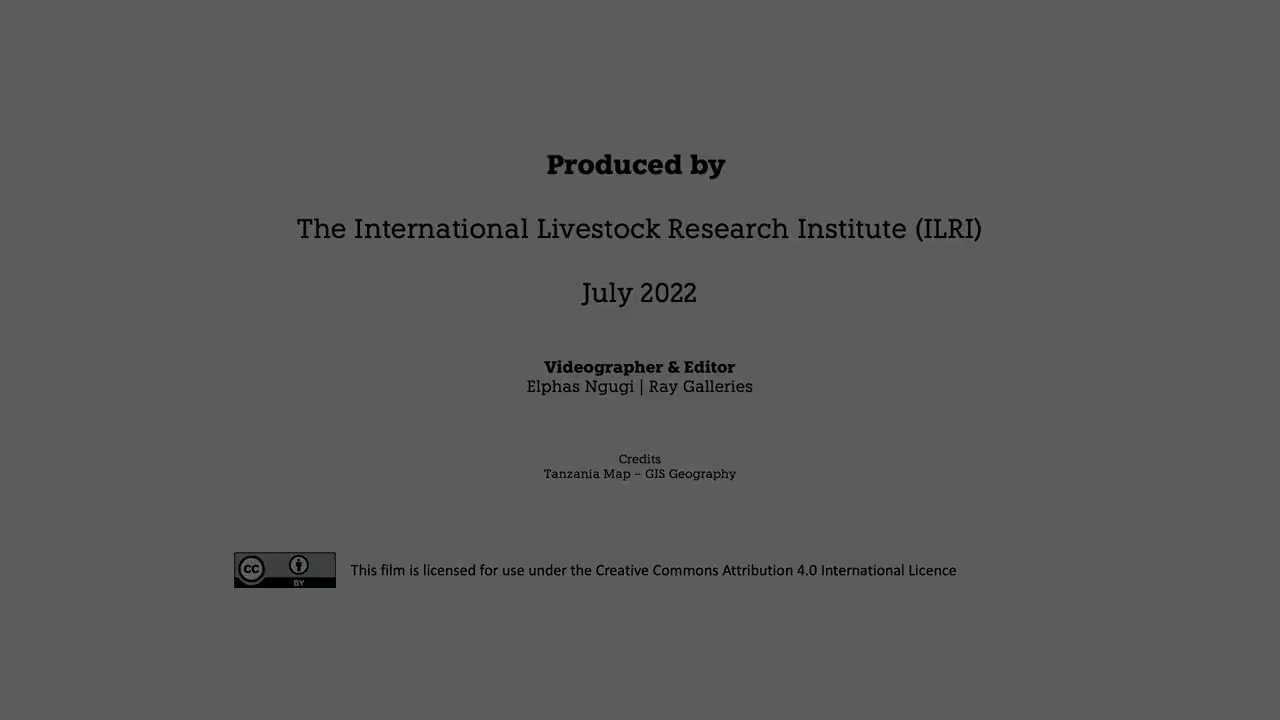 Produced by
The International Livestock Research Institute (ILRI)
July 2022
Videographer & Editor
Elphas Ngugi | Ray Galleries
Credits
Tanzania Map – GIS Geography
CC BY
This film is licensed for use under the Creative Commons Attribution 4.0 International Licence